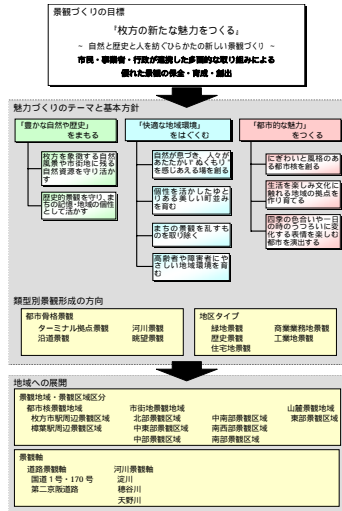 景観づくりの目標
『枚方の新たな魅力をつくる』
~ 自然と歴史と人を紡ぐひらかたの新しい景観づくり ~
市民・事業者・行政が連携した多面的な取り組みによる
優れた景観の保全・育成・創出
魅力づくりのテーマと基本方針
「豊かな自然や歴史」
をまもる
枚方を象徴する自然
風景や市街地に残る
自然資源を守り活か
す
歴史的景観を守り、ま
ちの記憶・地域の個性
として活かす
「快適な地域環境」
をはぐくむ
自然が息づき、人々が
あたたかい“ぬくもり”
を感じあえる場を創る
個性を活かしたゆと
りある美しい町並み
を育む
まちの景観を乱すも
のを取り除く
高齢者や障害者にや
さしい地域環境を育
む
「都市的な魅力」
をつくる
にぎわいと風格のあ
る都市核を創る
生活を楽しみ文化に
触れる地域の拠点を
作り育てる
四季の色合いや一日
の時のうつろいに変
化する表情を楽しむ
都市を演出する
類型別景観形成の方向
都市骨格景観
ターミナル拠点景観 河川景観
沿道景観 眺望景観
地区タイプ
緑地景観 商業業務地景観
歴史景観 工業地景観
住宅地景観
地域への展開
景観地域・景観区域区分
都市核景観地域 市街地景観地域 山麓景観地域
枚方市駅周辺景観区域 北部景観区域 中南部景観区域 東部景観区域
樟葉駅周辺景観区域 中東部景観区域 南西部景観区域
中部景観区域 南部景観区域
景観軸
道路景観軸 河川景観軸
国道1号・170号 淀川
第二京阪道路 穂谷川
天野川